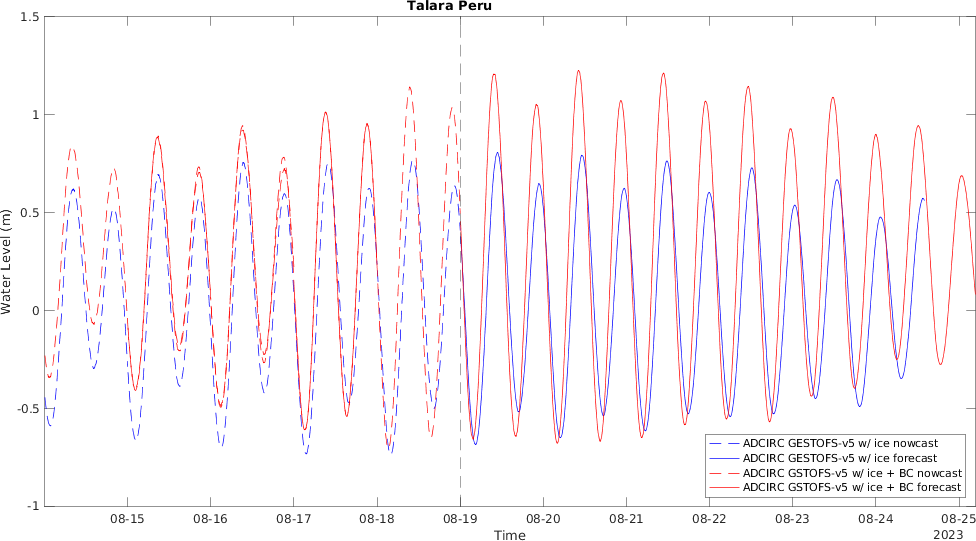 Talara Peru
1.5
1
0.5
0
-0.5
-1
Water Level (m)
08-15
08-16
08-17
08-18
08-19
08-20
08-21
08-22
08-23
08-24
08-25
Time
2023
ADCIRC GESTOFS-v5 w/ ice nowcast
ADCIRC GESTOFS-v5 w/ ice forecast
ADCIRC GSTOFS-v5 w/ ice + BC nowcast
ADCIRC GSTOFS-v5 w/ ice + BC forecast